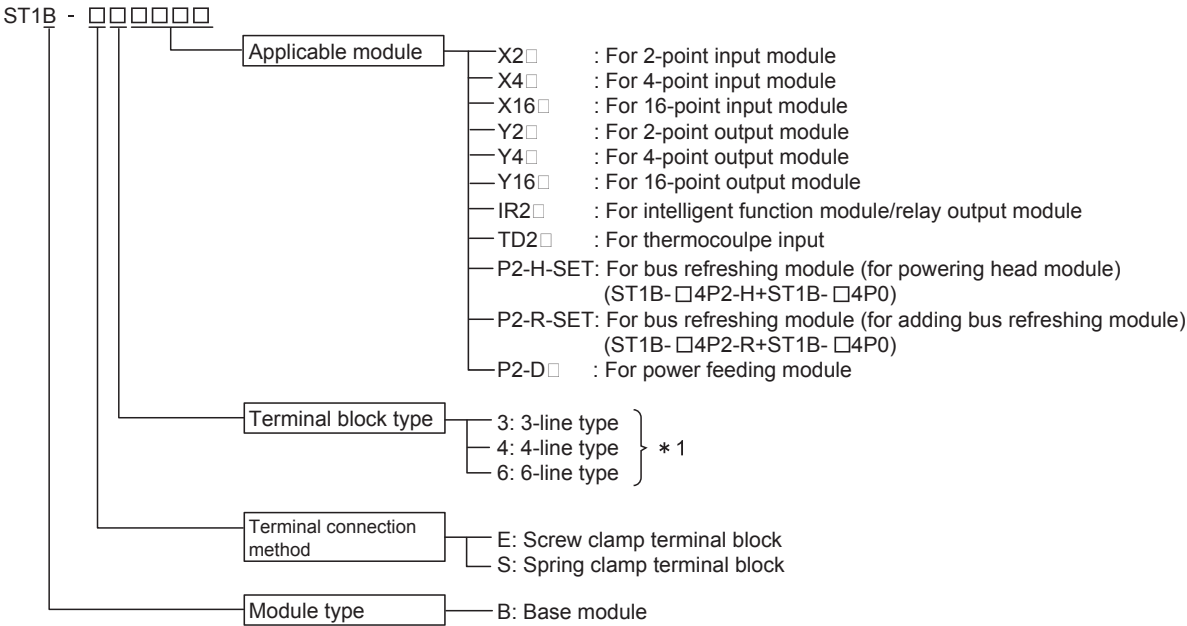 ST1B - □□□□□□
Applicable module
X2□ : For 2-point input module
X4□ : For 4-point input module
X16□ : For 16-point input module
Y2□ : For 2-point output module
Y4□ : For 4-point output module
Y16□ : For 16-point output module
IR2□ : For intelligent function module/relay output module
TD2□ : For thermocoulpe input
P2-H-SET: For bus refreshing module (for powering head module)
(ST1B- □4P2-H+ST1B- □4P0)
P2-R-SET: For bus refreshing module (for adding bus refreshing module)
(ST1B- □4P2-R+ST1B- □4P0)
P2-D□ : For power feeding module
Terminal block type
3: 3-line type
4: 4-line type
6: 6-line type
*1
Terminal connection
method
E: Screw clamp terminal block
S: Spring clamp terminal block
Module type
B: Base module